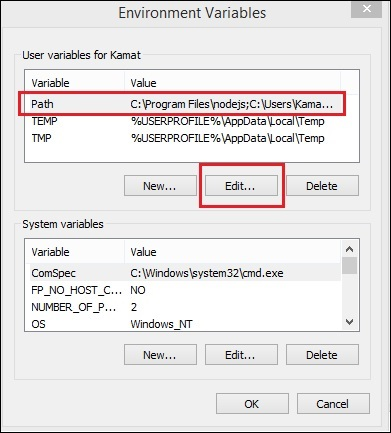 Environment Variables
User variables for Kamat
Variable Value
Path C:\Program Files\nodejs;C:\Users\Kama...
TEMP %USERPROFILE%\AppData\Local\Temp
TMP %USERPROFILE%\AppData\Local\Temp
New... Edit... Delete
System variables
Variable Value
ComSpec C:\Windows\system32\cmd.exe
FP_NO_HOST_C... NO
NUMBER_OF_P... 2
OS Windows_NT
New... Edit... Delete
OK Cancel